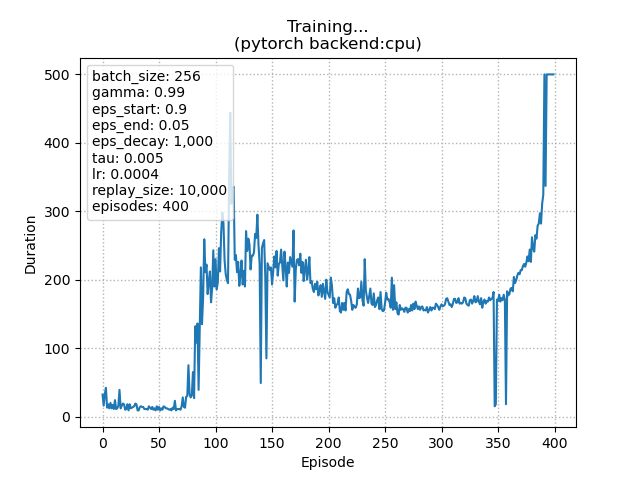 Training...
(pytorch backend:cpu)
batch_size: 256
gamma: 0.99
eps_start: 0.9
eps_end: 0.05
eps_decay: 1,000
tau: 0.005
lr: 0.0004
replay_size: 10,000
episodes: 400
Duration
500
400
300
200
100
0
0 50 100 150 200 250 300 350 400
Episode